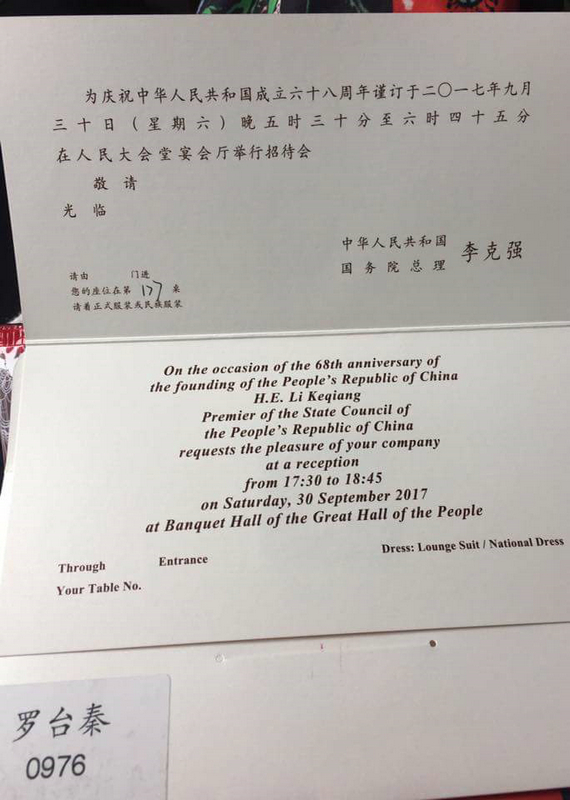 为庆祝中华人民共和国成立六十八周年谨订于二〇一七年九月
三十日（星期六）晚五时三十分至六时四十五分
在人民大会堂宴会厅举行招待会
敬请
光临
中华人民共和国
国务院总理 李克强
请由 门进
您的座位在第 177 桌
请着正式服装或民族服装
On the occasion of the 68th anniversary of
the founding of the People's Republic of China
H.E. Li Keqiang
Premier of the State Council of
the People's Republic of China
requests the pleasure of your company
at a reception
from 17:30 to 18:45
on Saturday, 30 September 2017
at Banquet Hall of the Great Hall of the People
Through Entrance
Dress: Lounge Suit / National Dress
Your Table No.
罗台秦
0976